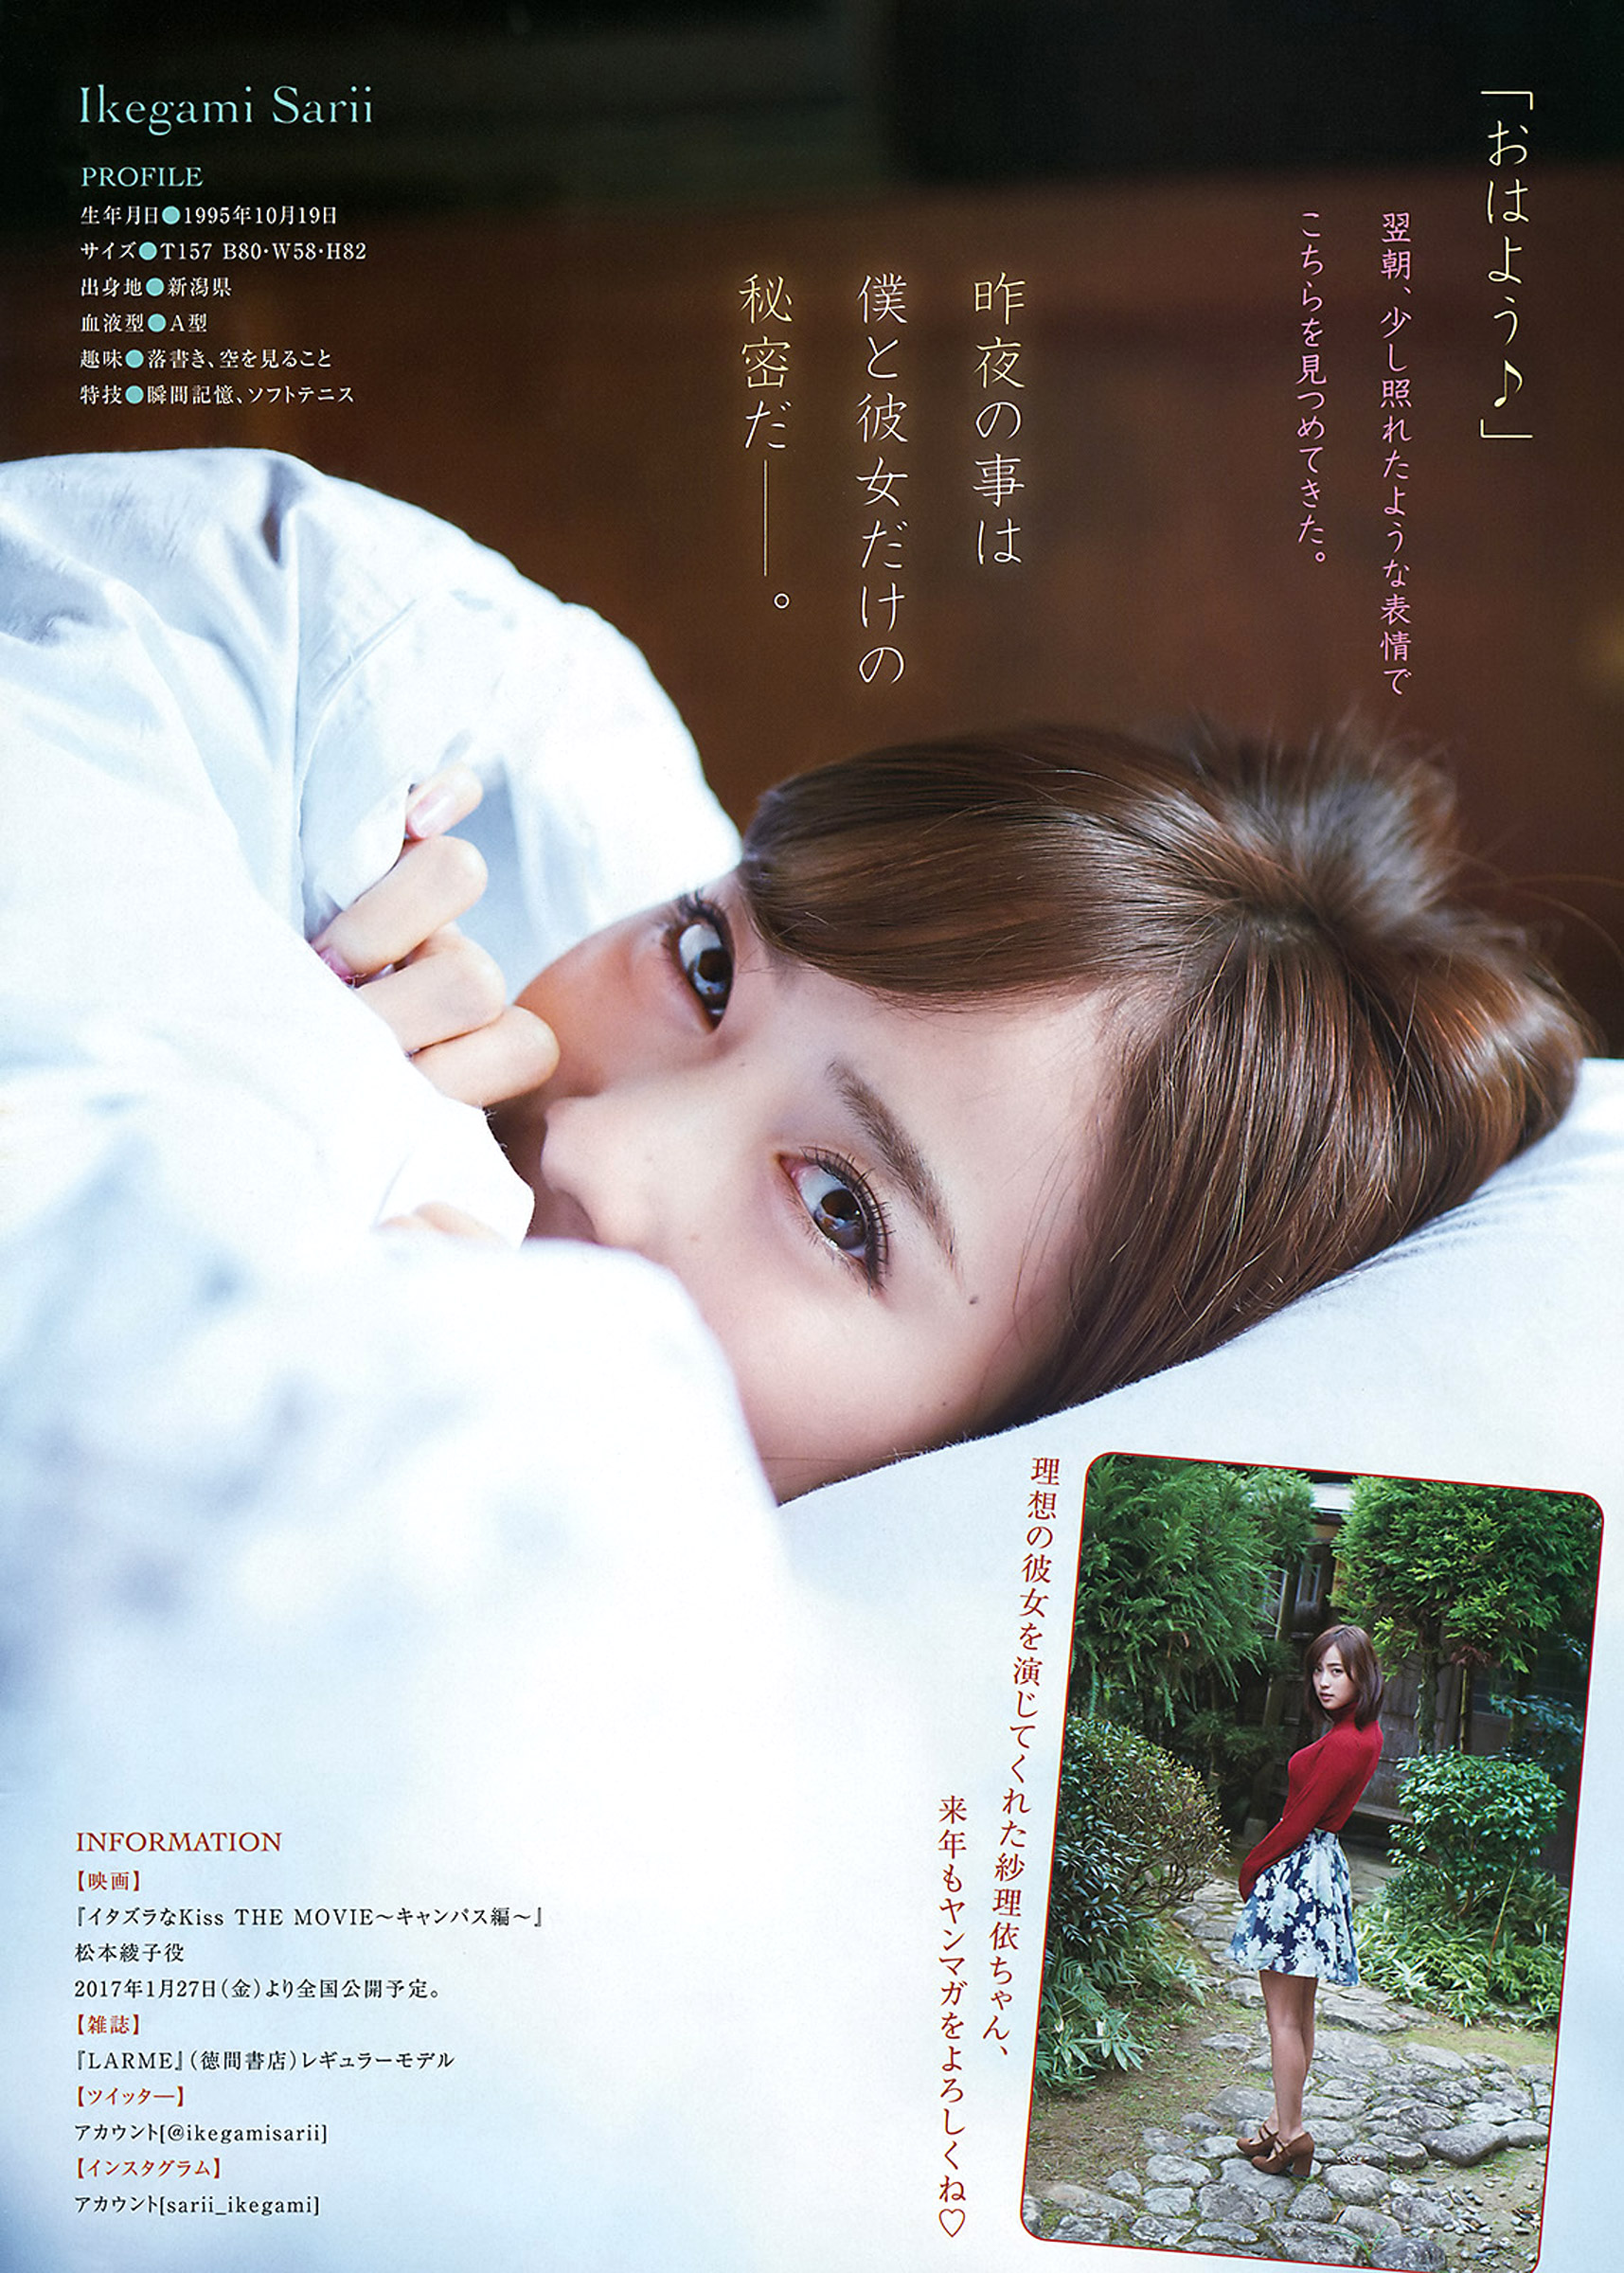 Ikegami Sarii
PROFILE
生年月日●1995年10月19日
サイズ●T157 B80・W58・H82
出身地●新潟県
血液型●A型
趣味●落書き、空を見ること
特技●瞬間記憶、ソフトテニス
「おはよう♪」
翌朝、少し照れたような表情で
こちらを見つめてきた。
昨夜の事は
僕と彼女だけの
秘密だ――。
理想の彼女を演じてくれた紗理依ちゃん、
来年もヤンマガをよろしくね♡
INFORMATION
【映画】
『イタズラなKiss THE MOVIE～キャンパス編～』
松本綾子役
2017年1月27日（金）より全国公開予定。
【雑誌】
『LARME』（徳間書店）レギュラーモデル
【ツイッター】
アカウント[@ikegamisarii]
【インスタグラム】
アカウント[sarii_ikegami]